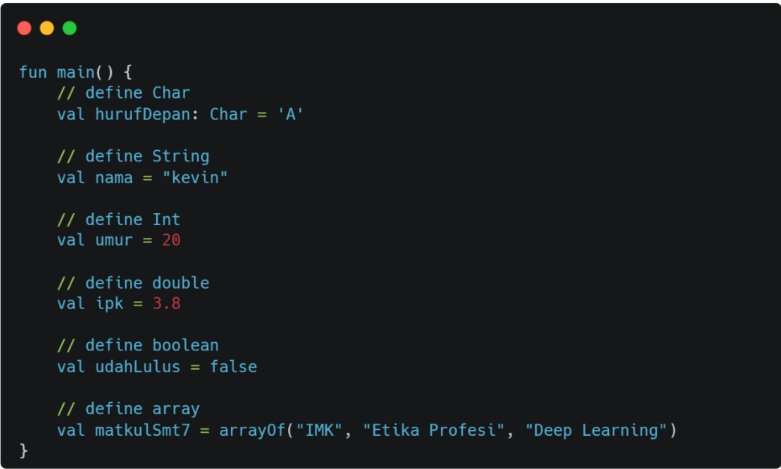 fun main() {
    // define Char
    val hurufDepan: Char = 'A'

    // define String
    val nama = "kevin"

    // define Int
    val umur = 20

    // define double
    val ipk = 3.8

    // define boolean
    val udahLulus = false

    // define array
    val matkulSmt7 = arrayOf("IMK", "Etika Profesi", "Deep Learning")
}